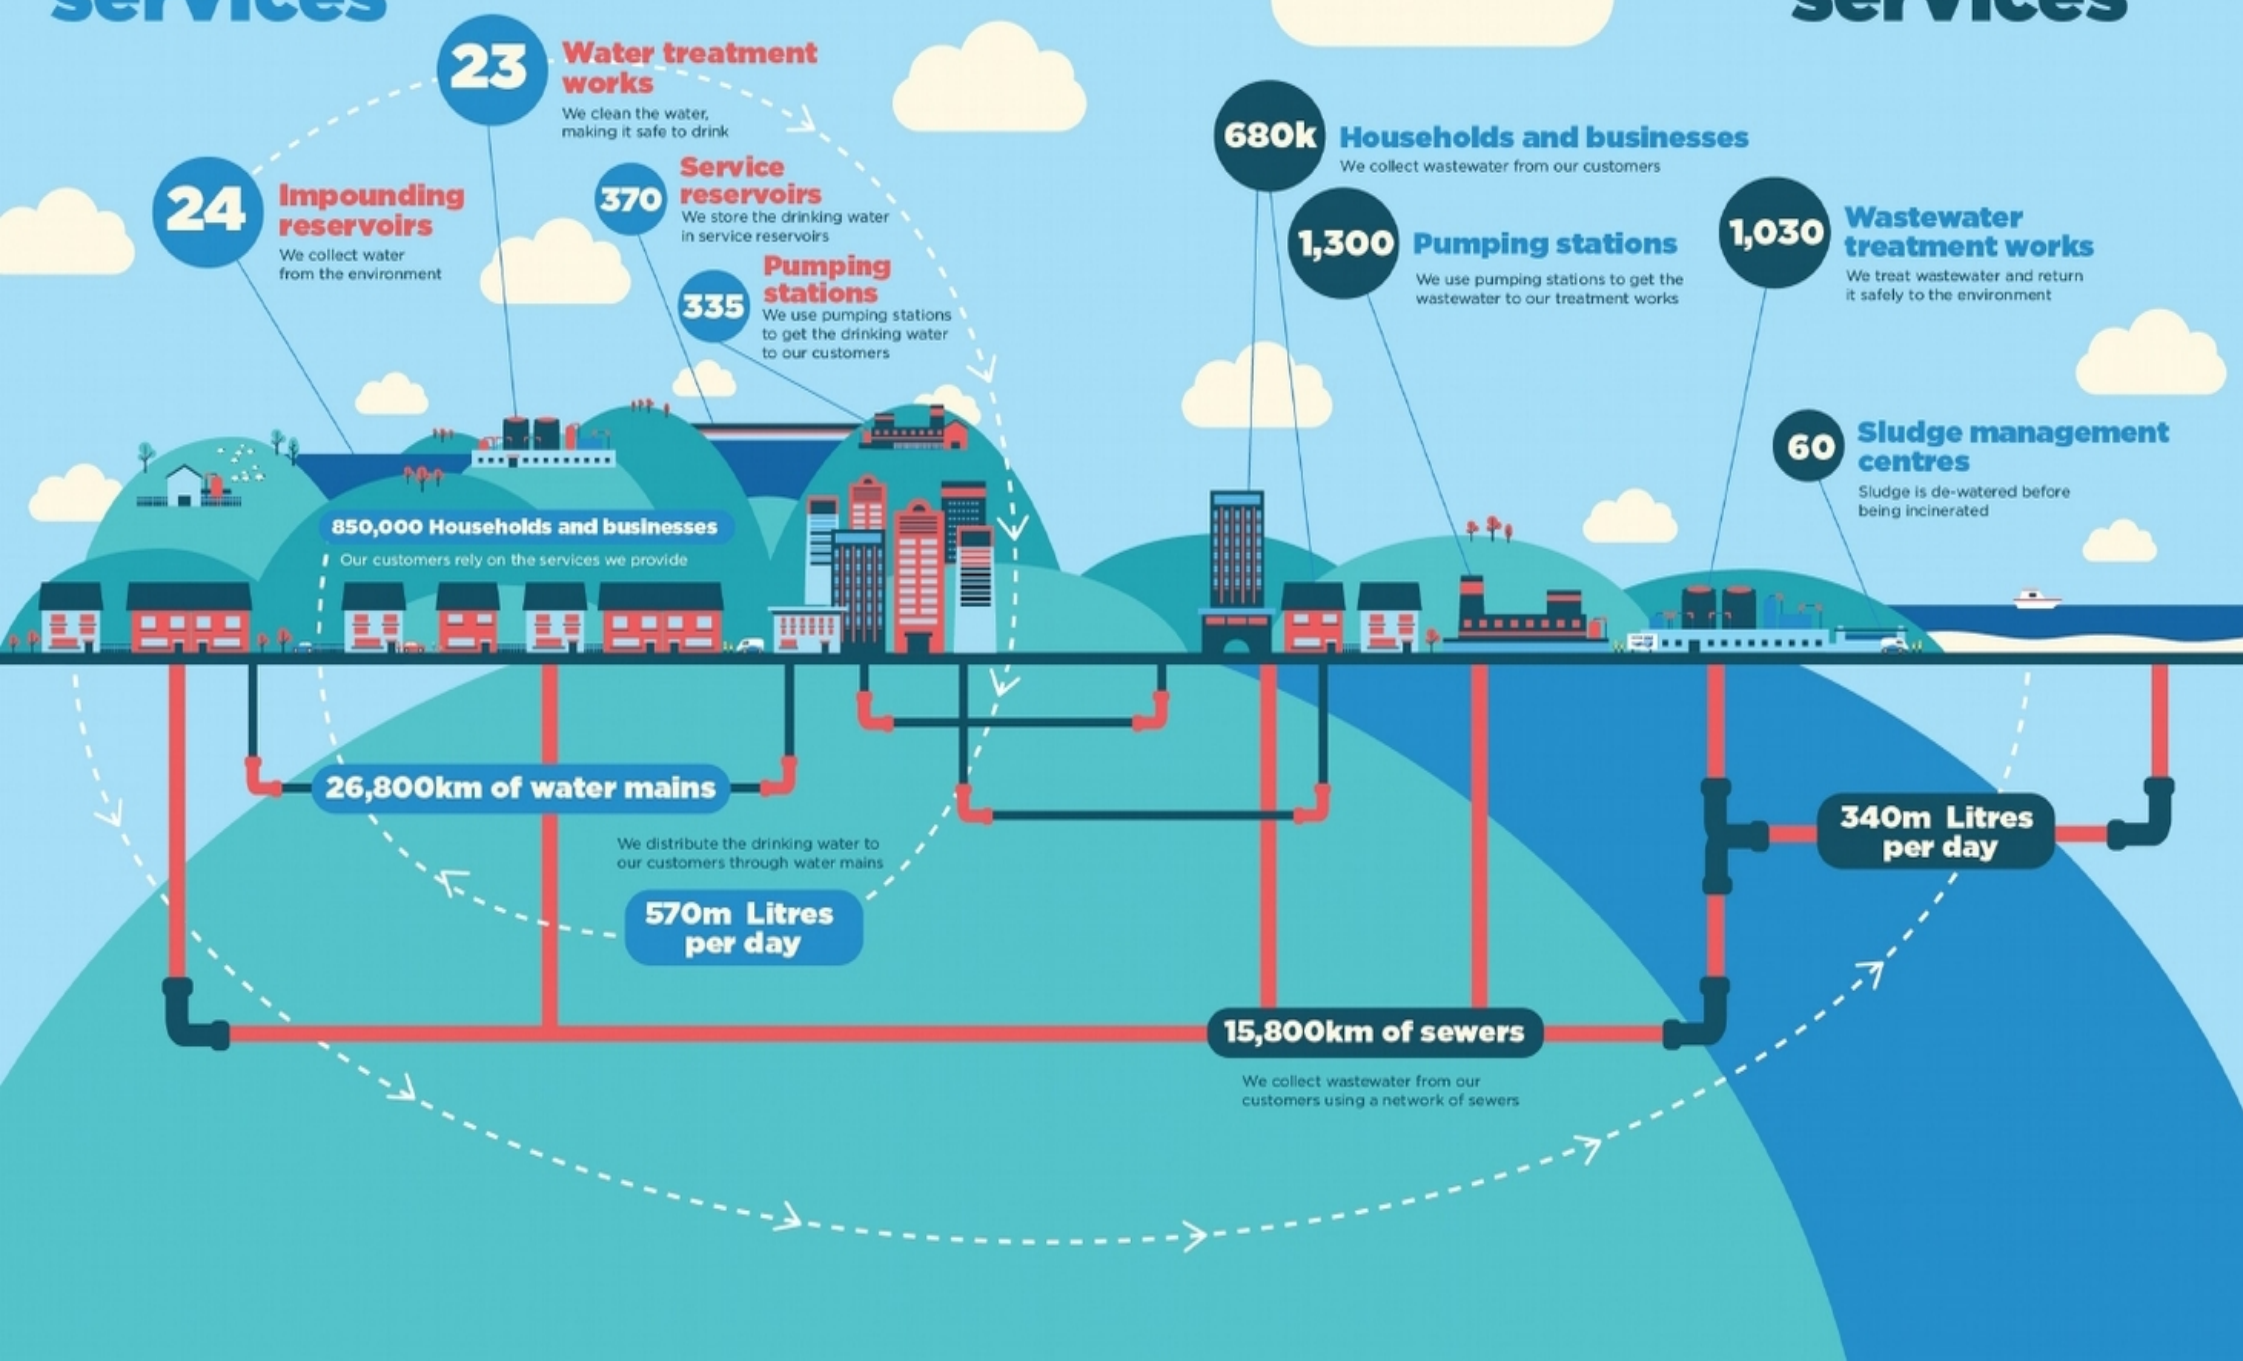 services
services
23
Water treatment
works
We clean the water,
making it safe to drink
24
Impounding
reservoirs
We collect water
from the environment
370
Service
reservoirs
We store the drinking water
in service reservoirs
335
Pumping
stations
We use pumping stations
to get the drinking water
to our customers
680k
Households and businesses
We collect wastewater from our customers
1,300
Pumping stations
We use pumping stations to get the
wastewater to our treatment works
1,030
Wastewater
treatment works
We treat wastewater and return
it safely to the environment
60
Sludge management
centres
Sludge is de-watered before
being incinerated
850,000 Households and businesses
Our customers rely on the services we provide
26,800km of water mains
We distribute the drinking water to
our customers through water mains
570m Litres
per day
340m Litres
per day
15,800km of sewers
We collect wastewater from our
customers using a network of sewers